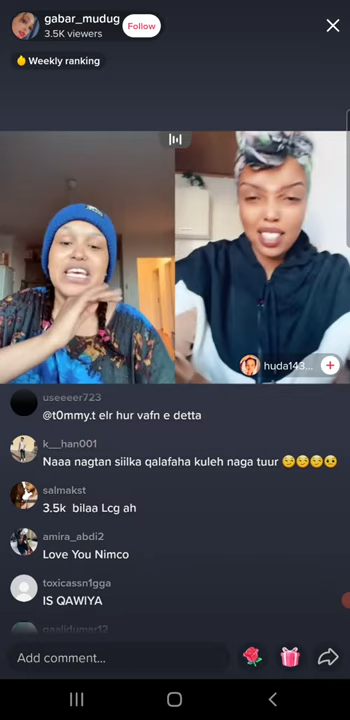 gabar_mudug
3.5K viewers
Follow
Weekly ranking
huda143...
useeeer723
@t0mmy.t elr hur vafn e detta
k__han001
Naaa nagtan siilka qalafaha kuleh naga tuur 😏😏😏🥺
salmakst
3.5k bilaa Lcg ah
amira_abdi2
Love You Nimco
toxicassn1gga
IS QAWIYA
qaalidumar12
Add comment...